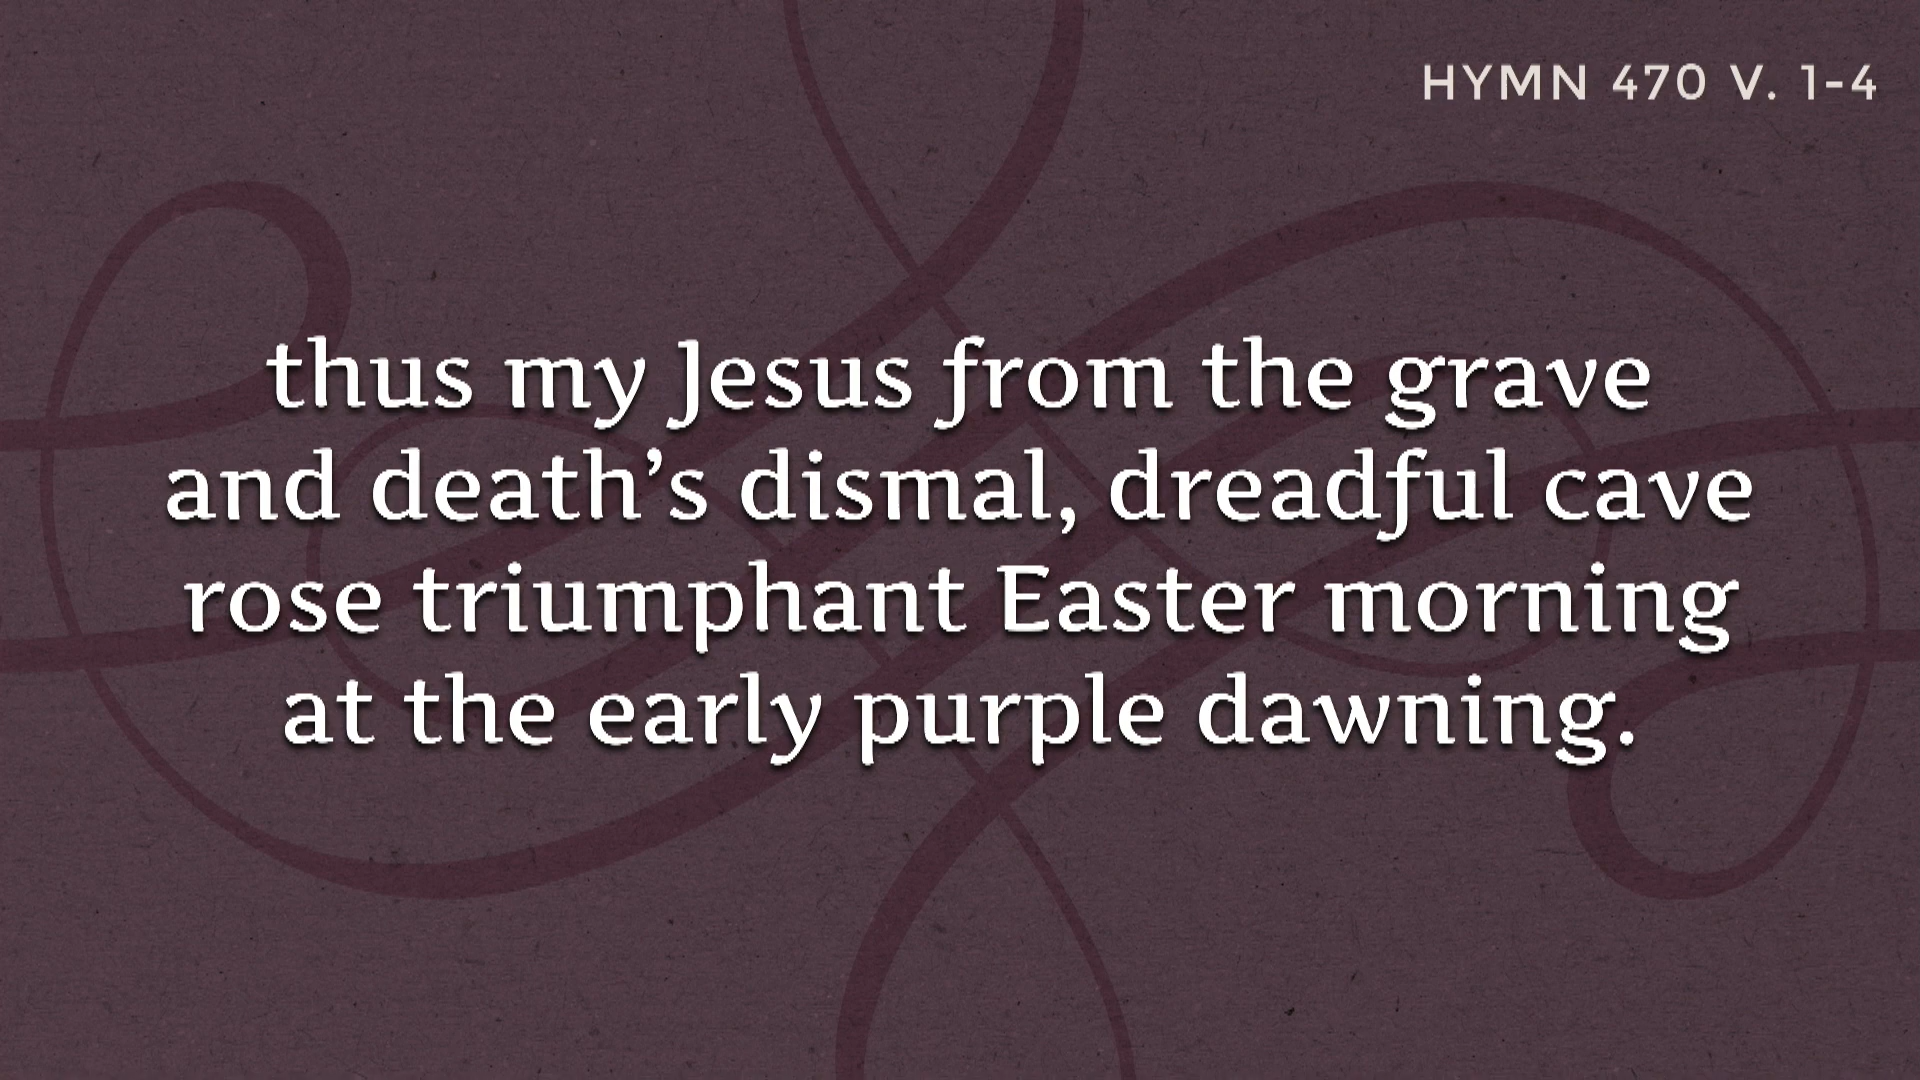 HYMN 470 V. 1-4
thus my Jesus from the grave
and death’s dismal, dreadful cave
rose triumphant Easter morning
at the early purple dawning.